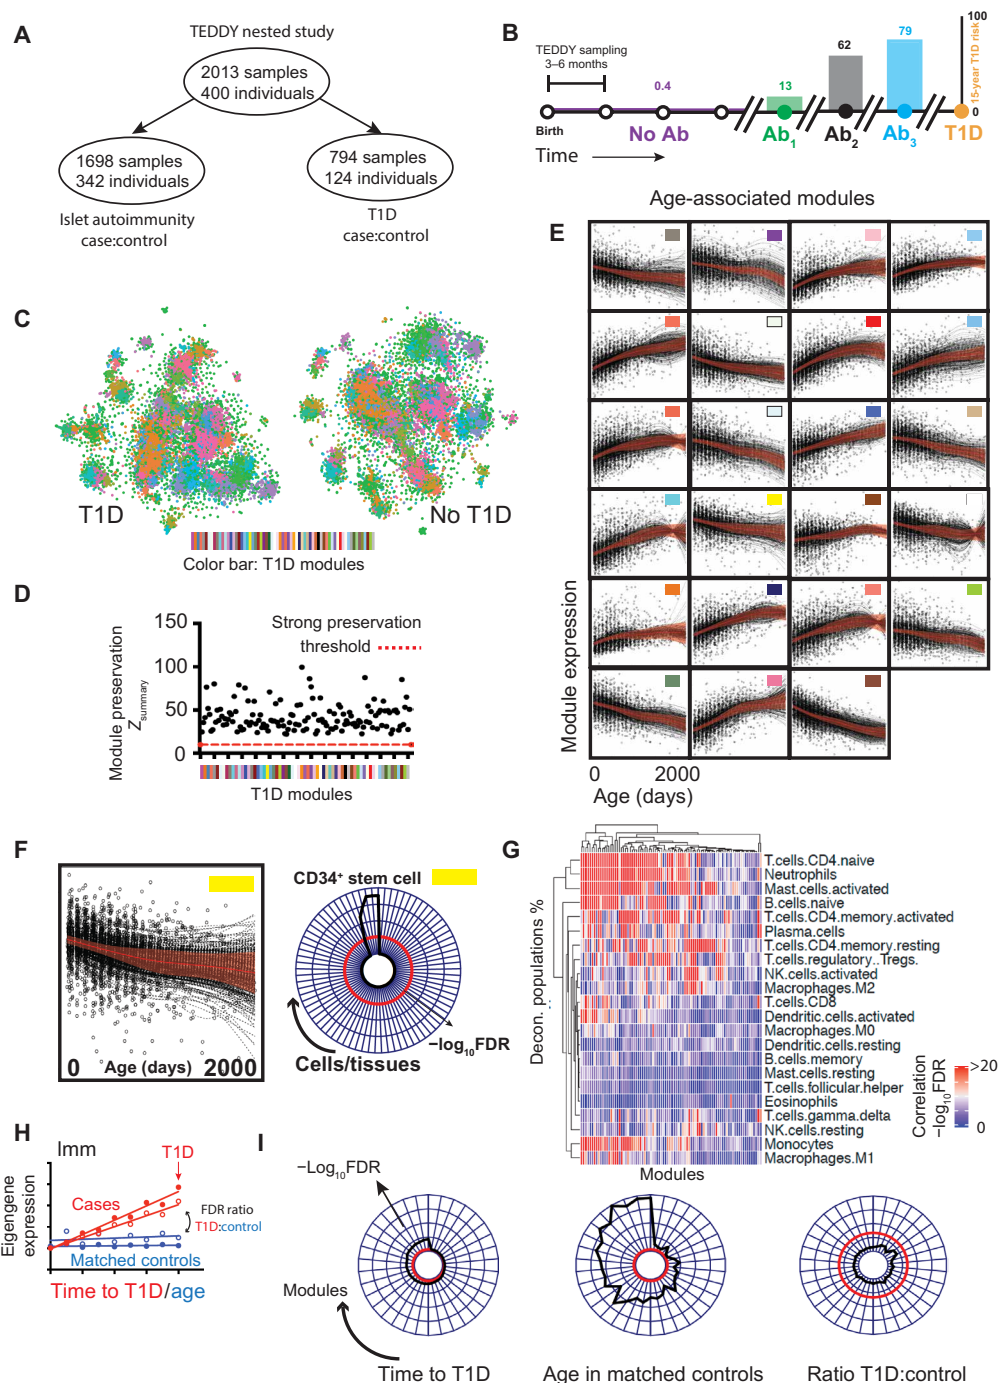 A
TEDDY nested study
2013 samples
400 individuals
1698 samples
342 individuals
794 samples
124 individuals
Islet autoimmunity
case:control
T1D
case:control
B
TEDDY sampling
3–6 months
0.4
13
62
79
100
0
15-year T1D risk
Birth
No Ab
Ab1
Ab2
Ab3
T1D
Time
C
T1D
No T1D
Color bar: T1D modules
D
Module preservation
Zsummary
150
100
50
0
Strong preservation
threshold
T1D modules
Age-associated modules
E
Module expression
0
2000
Age (days)
F
0
Age (days)
2000
CD34+ stem cell
−log10FDR
Cells/tissues
G
Decon. populations %
T.cells.CD4.naive
Neutrophils
Mast.cells.activated
B.cells.naive
T.cells.CD4.memory.activated
Plasma.cells
T.cells.CD4.memory.resting
T.cells.regulatory..Tregs.
NK.cells.activated
Macrophages.M2
T.cells.CD8
Dendritic.cells.activated
Macrophages.M0
Dendritic.cells.resting
B.cells.memory
Mast.cells.resting
T.cells.follicular.helper
Eosinophils
T.cells.gamma.delta
NK.cells.resting
Monocytes
Macrophages.M1
Modules
Correlation
−log10FDR
>20
0
H
Imm
T1D
Cases
FDR ratio
T1D:control
Matched controls
Eigengene
expression
Time to T1D/age
I
−Log10FDR
Modules
Time to T1D
Age in matched controls
Ratio T1D:control